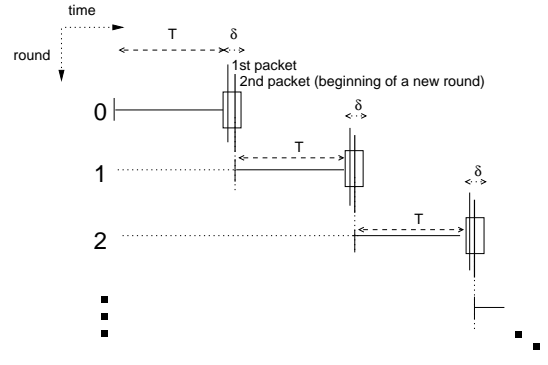 time
round
T δ
1st packet
2nd packet (beginning of a new round)
0
δ
T
1
δ
T
2